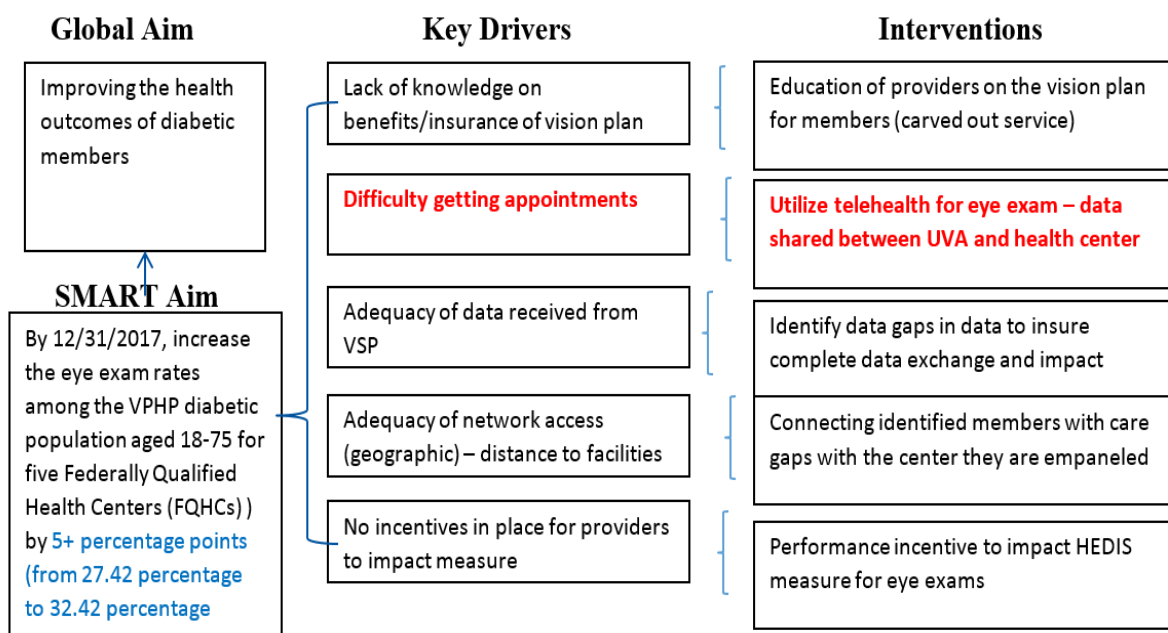 Global Aim
Improving the health
outcomes of diabetic
members
SMART Aim
By 12/31/2017, increase
the eye exam rates
among the VPHP diabetic
population aged 18-75 for
five Federally Qualified
Health Centers (FQHCs) )
by 5+ percentage points
(from 27.42 percentage
to 32.42 percentage
Key Drivers
Lack of knowledge on
benefits/insurance of vision plan
Difficulty getting appointments
Adequacy of data received from
VSP
Adequacy of network access
(geographic) – distance to facilities
No incentives in place for providers
to impact measure
Interventions
Education of providers on the vision plan
for members (carved out service)
Utilize telehealth for eye exam – data
shared between UVA and health center
Identify data gaps in data to insure
complete data exchange and impact
Connecting identified members with care
gaps with the center they are empaneled
Performance incentive to impact HEDIS
measure for eye exams